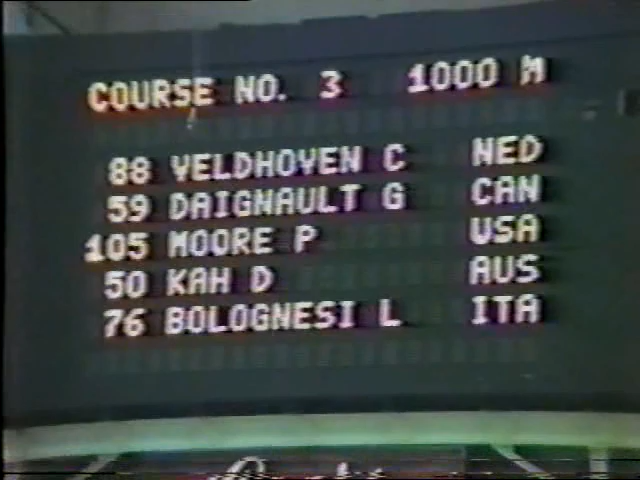 COURSE NO. 3 1000 M
88 VELDHOVEN C NED
59 DAIGNAULT G CAN
105 MOORE P USA
50 KAH D AUS
76 BOLOGNESI L ITA